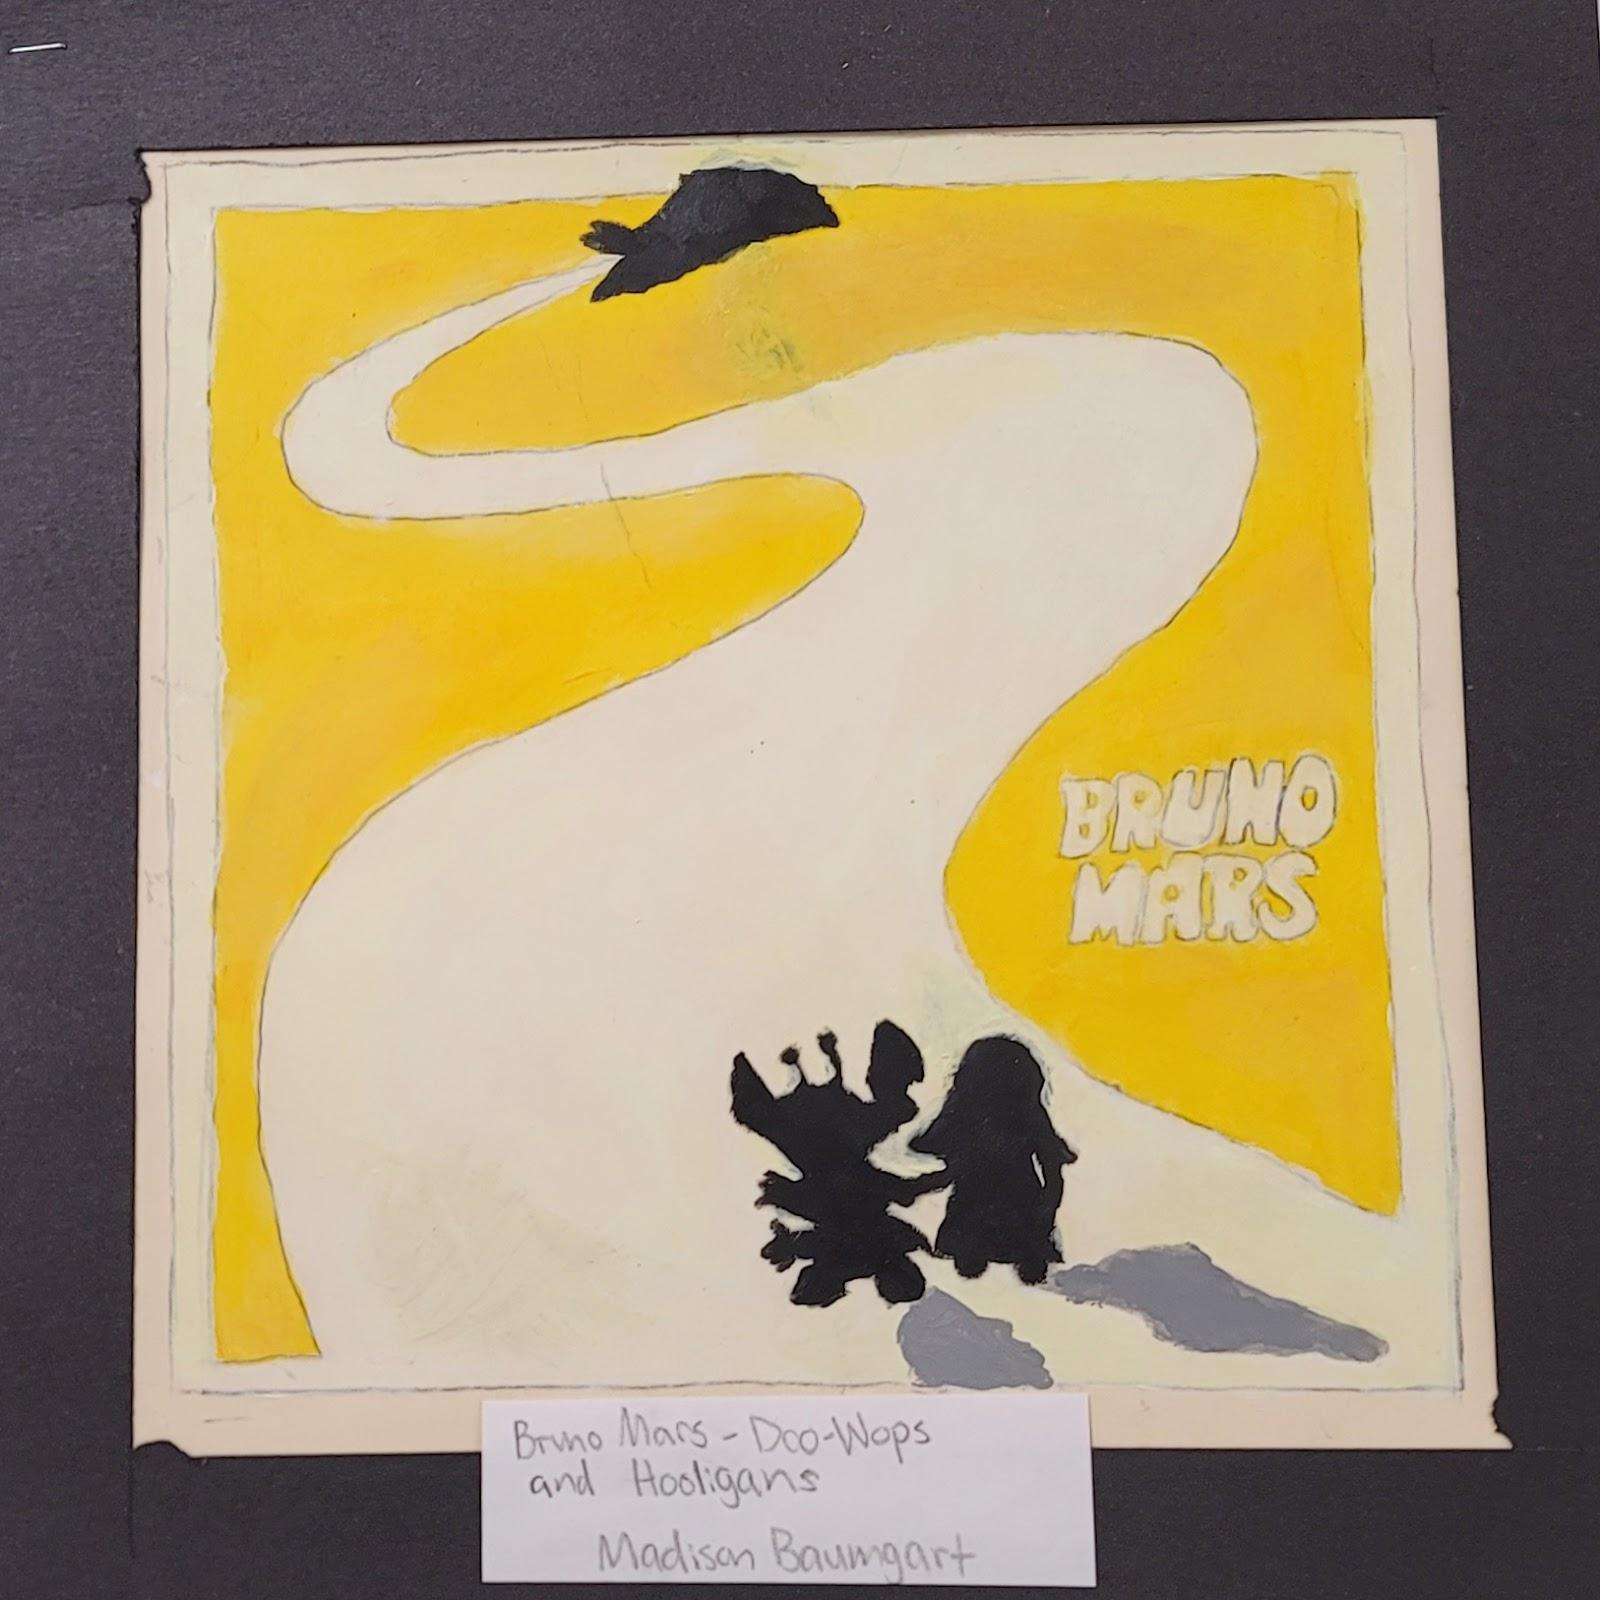 BRUNO
MARS
Bruno Mars - Doo-Wops
and Hooligans
Madison Baumgart